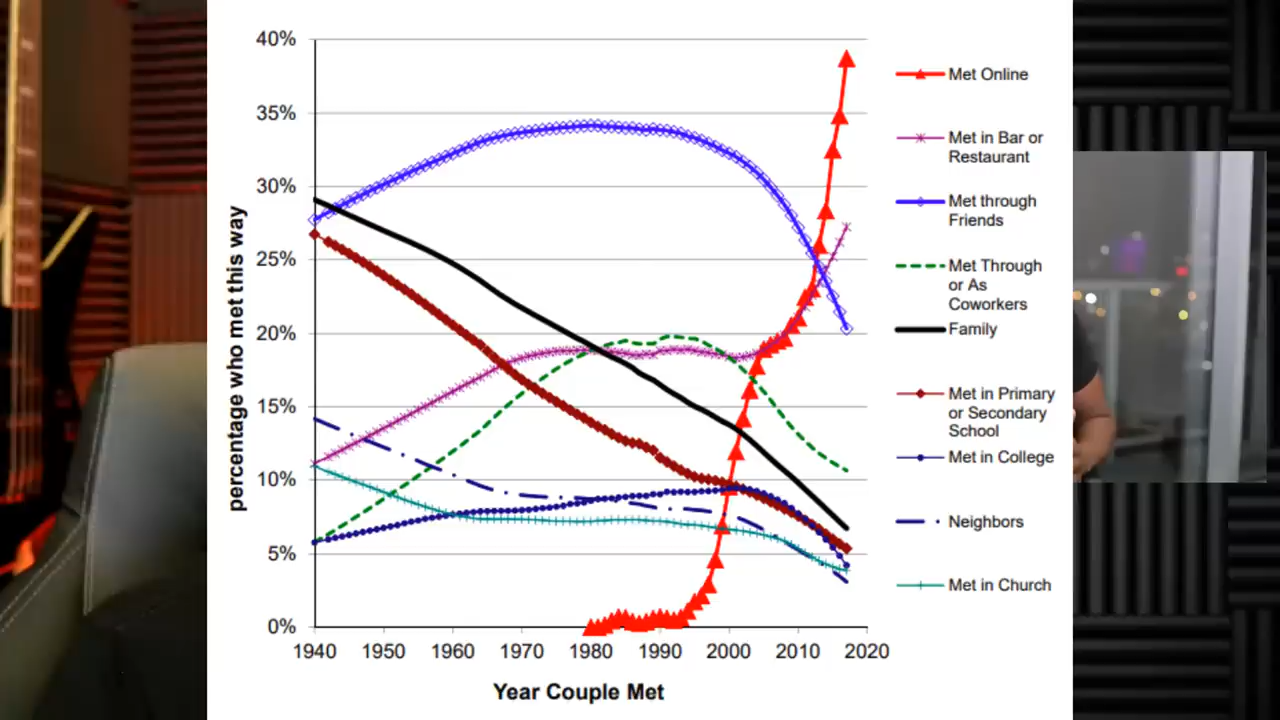 40%
35%
30%
25%
20%
15%
10%
5%
0%
percentage who met this way
1940 1950 1960 1970 1980 1990 2000 2010 2020
Year Couple Met
Met Online
Met in Bar or
Restaurant
Met through
Friends
Met Through
or As
Coworkers
Family
Met in Primary
or Secondary
School
Met in College
Neighbors
Met in Church